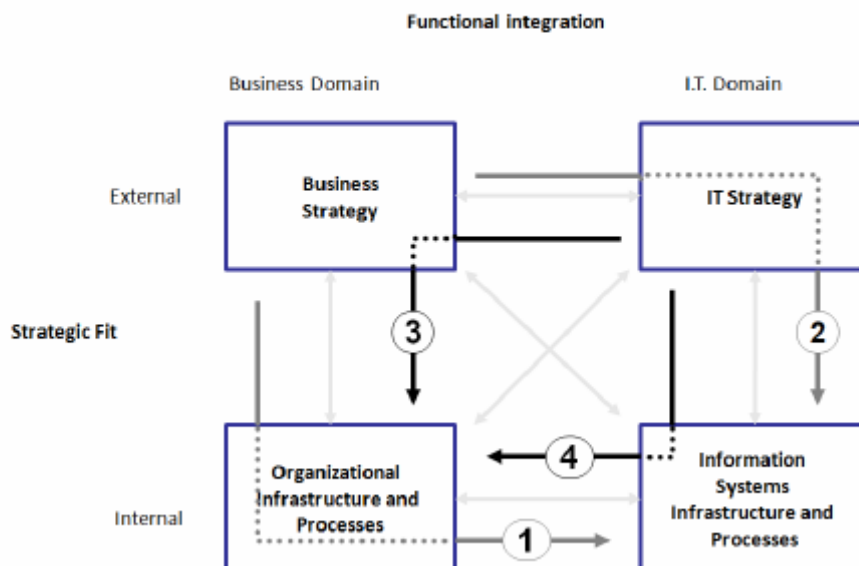 Functional integration
Business Domain
I.T. Domain
External
Business
Strategy
IT Strategy
Strategic Fit
3
2
4
Internal
Organizational
Infrastructure and
Processes
Information
Systems
Infrastructure and
Processes
1